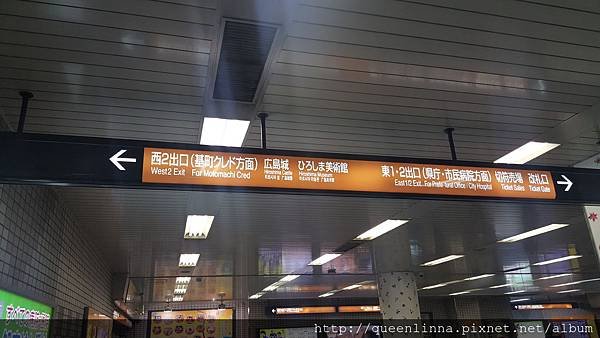 西2出口(基町クレド方面) 広島城 ひろしま美術館
West2 Exit For Motomachi Cred Hiroshima Castle Hiroshima Museum
東1・2出口(県庁・市民病院方面) 切符売場 改札口
East1/2 Exit For Prefectural Office / City Hospital Ticket Sales Ticket Gate
http://queenlinna.pixnet.net/album